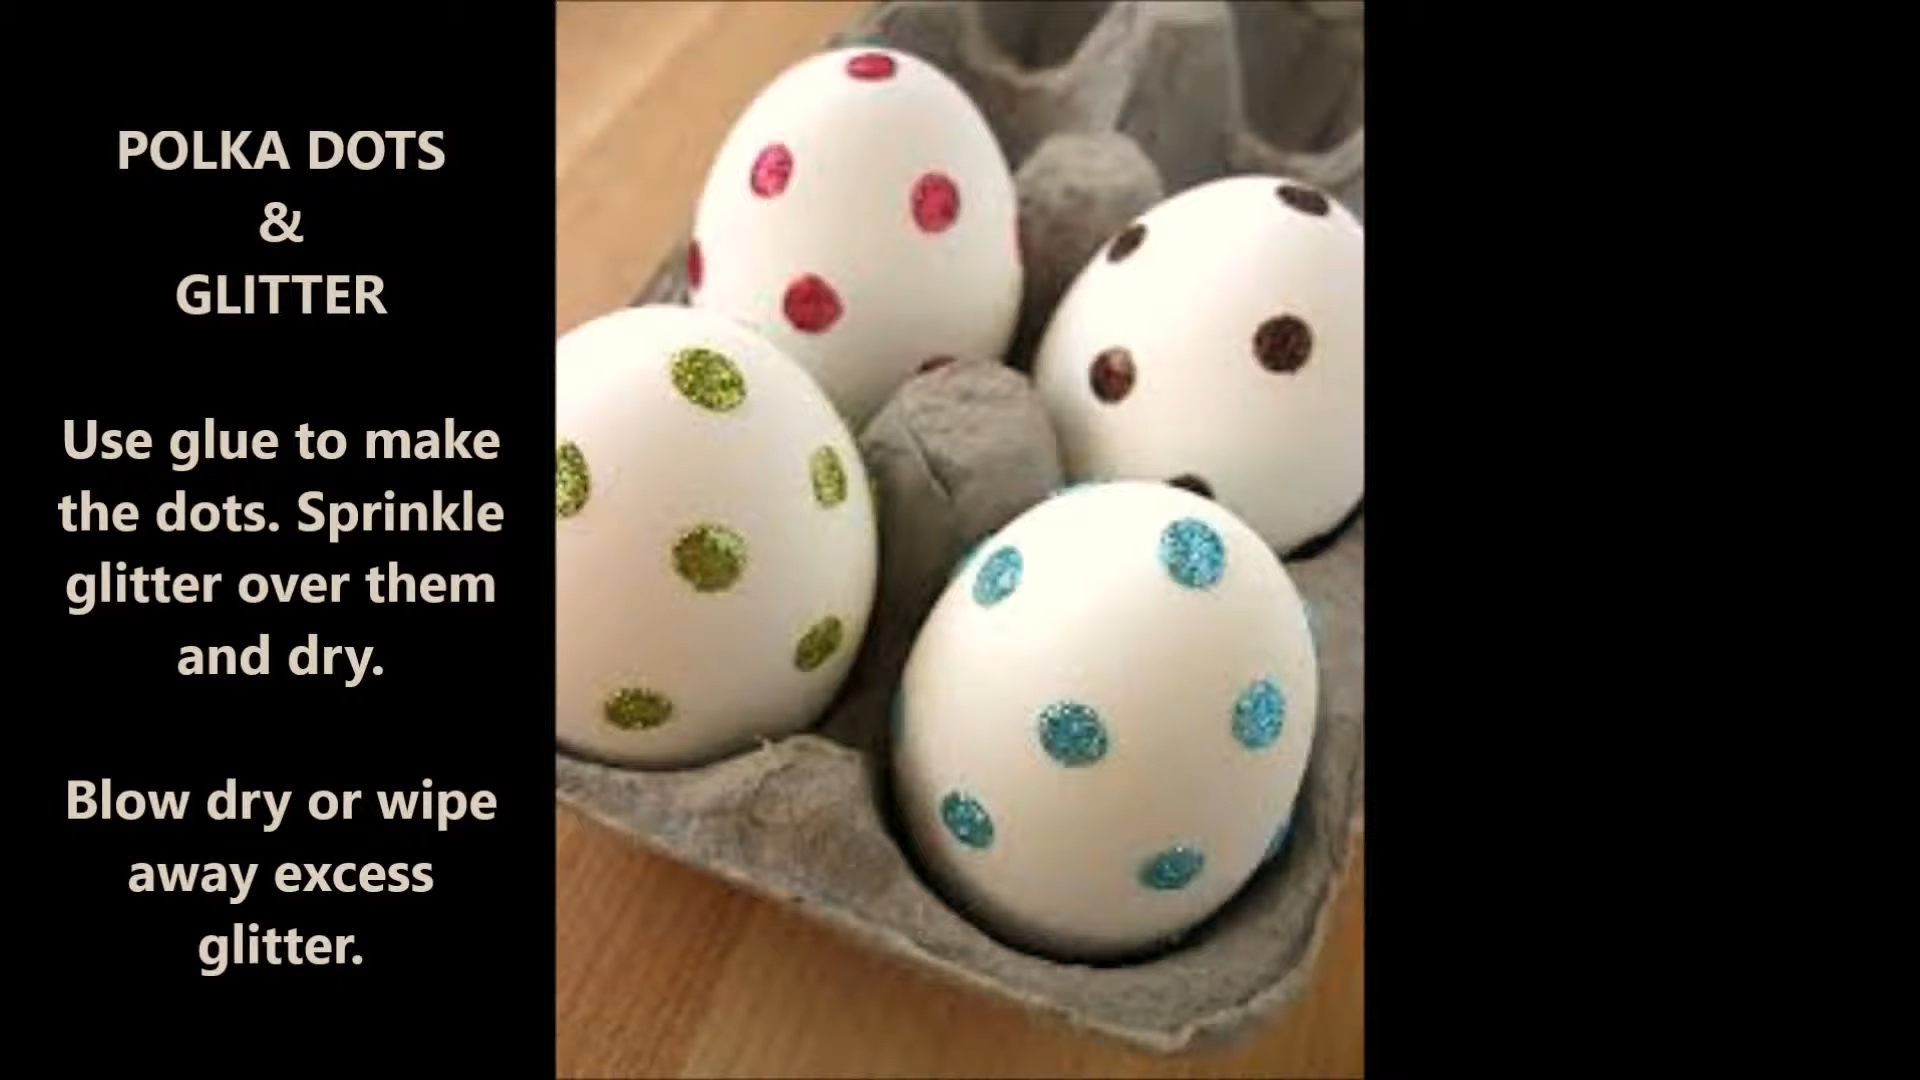 POLKA DOTS
&
GLITTER
Use glue to make
the dots. Sprinkle
glitter over them
and dry.
Blow dry or wipe
away excess
glitter.